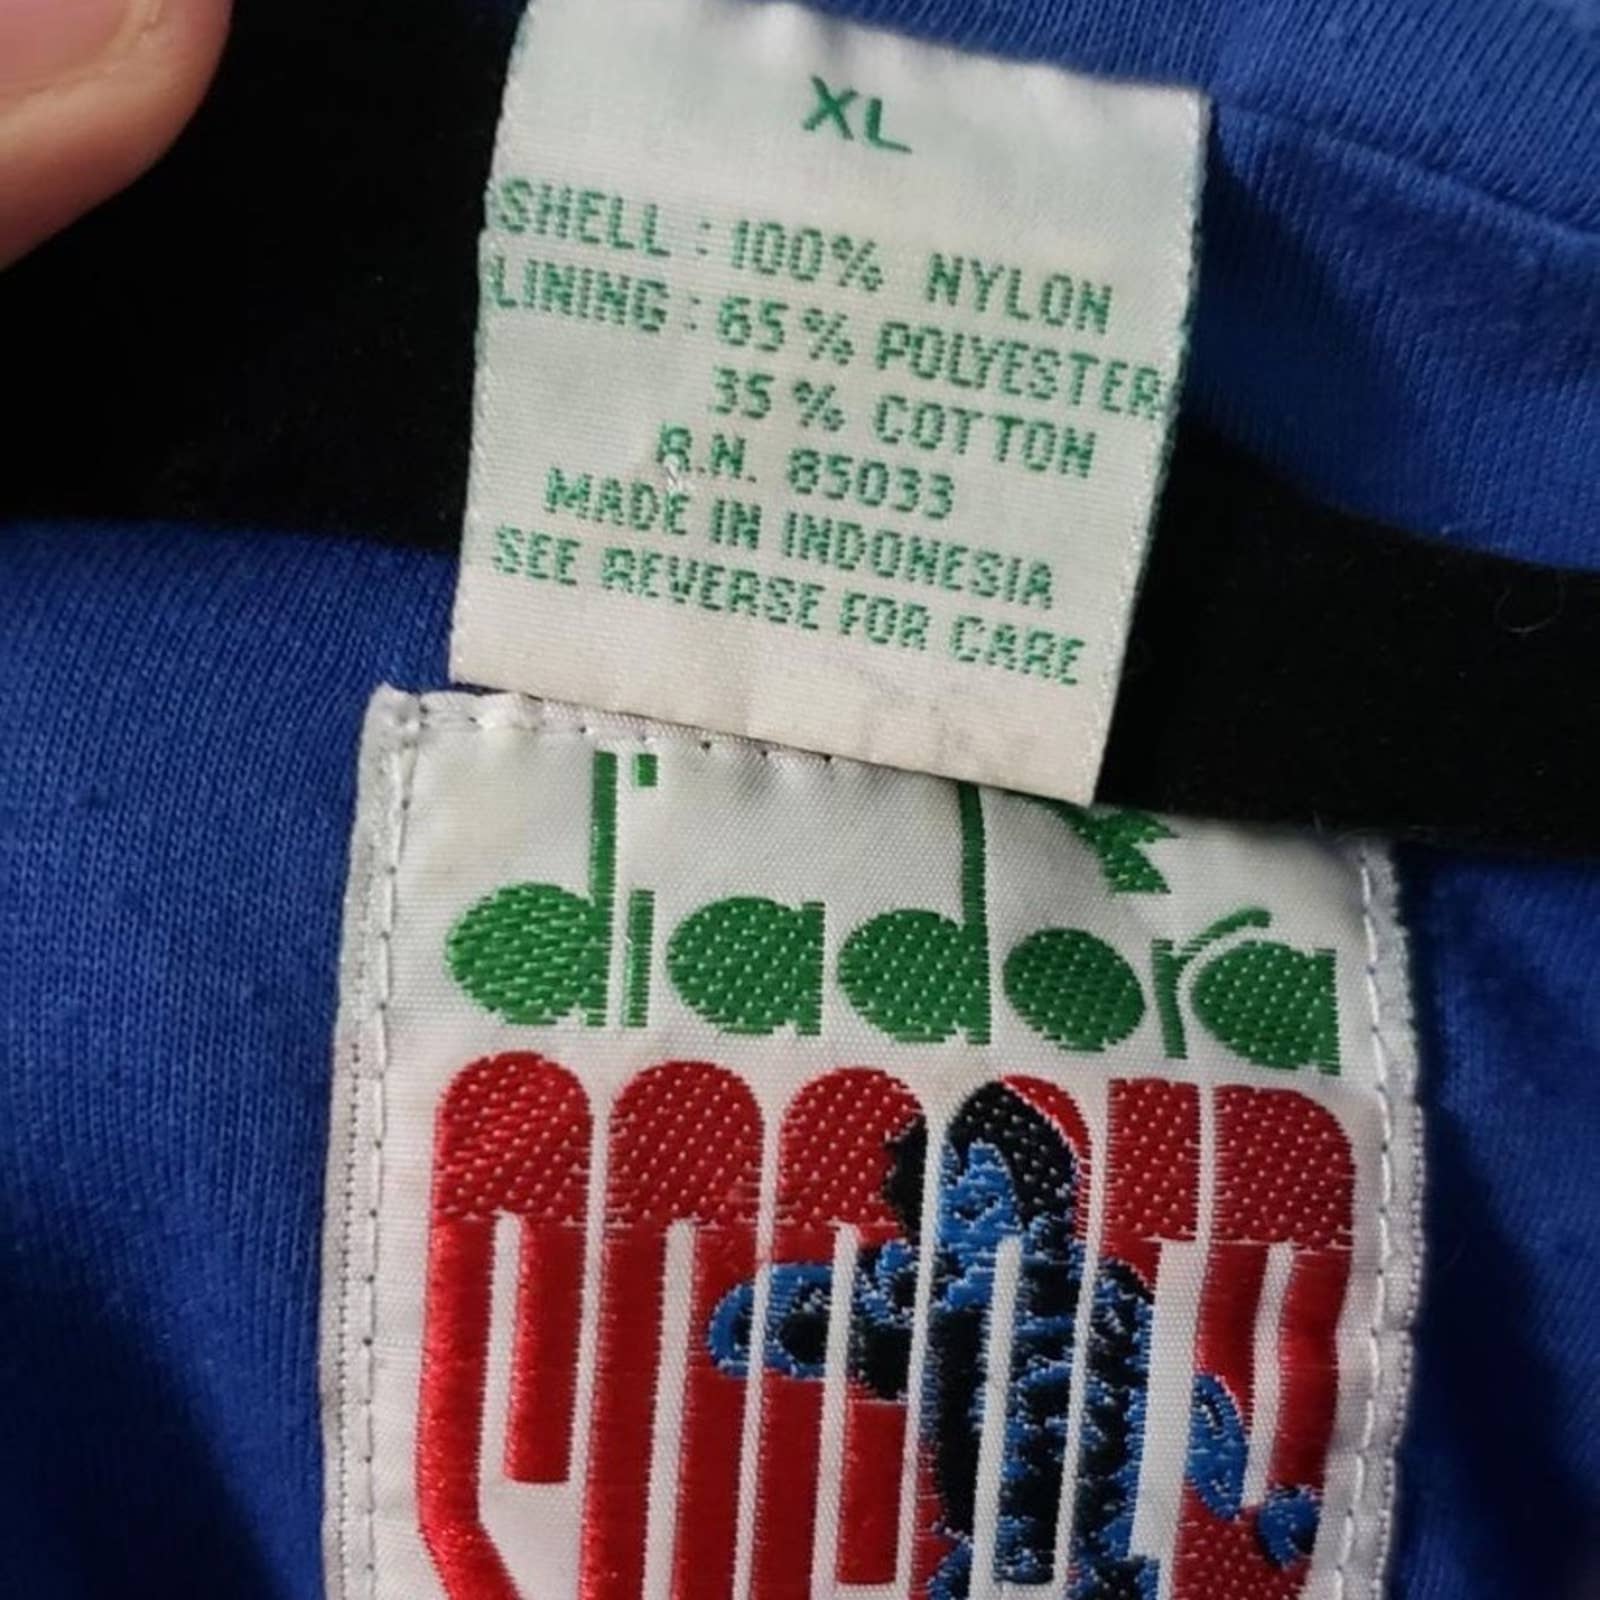 XL
SHELL : 100% NYLON
LINING : 65% POLYESTER
35% COTTON
R.N. 85033
MADE IN INDONESIA
SEE REVERSE FOR CARE
diadora